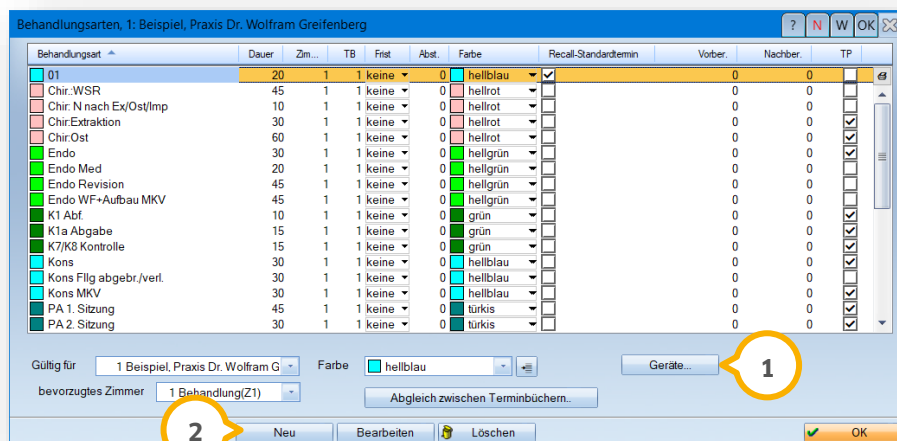 Behandlungsarten, 1: Beispiel, Praxis Dr. Wolfram Greifenberg ? N W OK
Behandlungsart Dauer Zim... TB Frist Abst. Farbe Recall-Standardtermin Vorber. Nachber. TP
01 20 1 1 keine 0 hellblau 0 0
Chir.:WSR 45 1 1 keine 0 hellrot 0 0
Chir: N nach Ex/Ost/Imp 10 1 1 keine 0 hellrot 0 0
Chir:Extraktion 30 1 1 keine 0 hellrot 0 0
Chir:Ost 60 1 1 keine 0 hellrot 0 0
Endo 30 1 1 keine 0 hellgrün 0 0
Endo Med 20 1 1 keine 0 hellgrün 0 0
Endo Revision 45 1 1 keine 0 hellgrün 0 0
Endo WF+Aufbau MKV 45 1 1 keine 0 hellgrün 0 0
K1 Abf. 10 1 1 keine 0 grün 0 0
K1a Abgabe 15 1 1 keine 0 grün 0 0
K7/K8 Kontrolle 15 1 1 keine 0 grün 0 0
Kons 30 1 1 keine 0 hellblau 0 0
Kons Fllg abgebr./verl. 30 1 1 keine 0 hellblau 0 0
Kons MKV 30 1 1 keine 0 hellblau 0 0
PA 1. Sitzung 45 1 1 keine 0 türkis 0 0
PA 2. Sitzung 30 1 1 keine 0 türkis 0 0
Gültig für 1 Beispiel, Praxis Dr. Wolfram G Farbe hellblau Geräte... 1
bevorzugtes Zimmer 1 Behandlung(Z1) Abgleich zwischen Terminbüchern..
2 Neu Bearbeiten Löschen OK